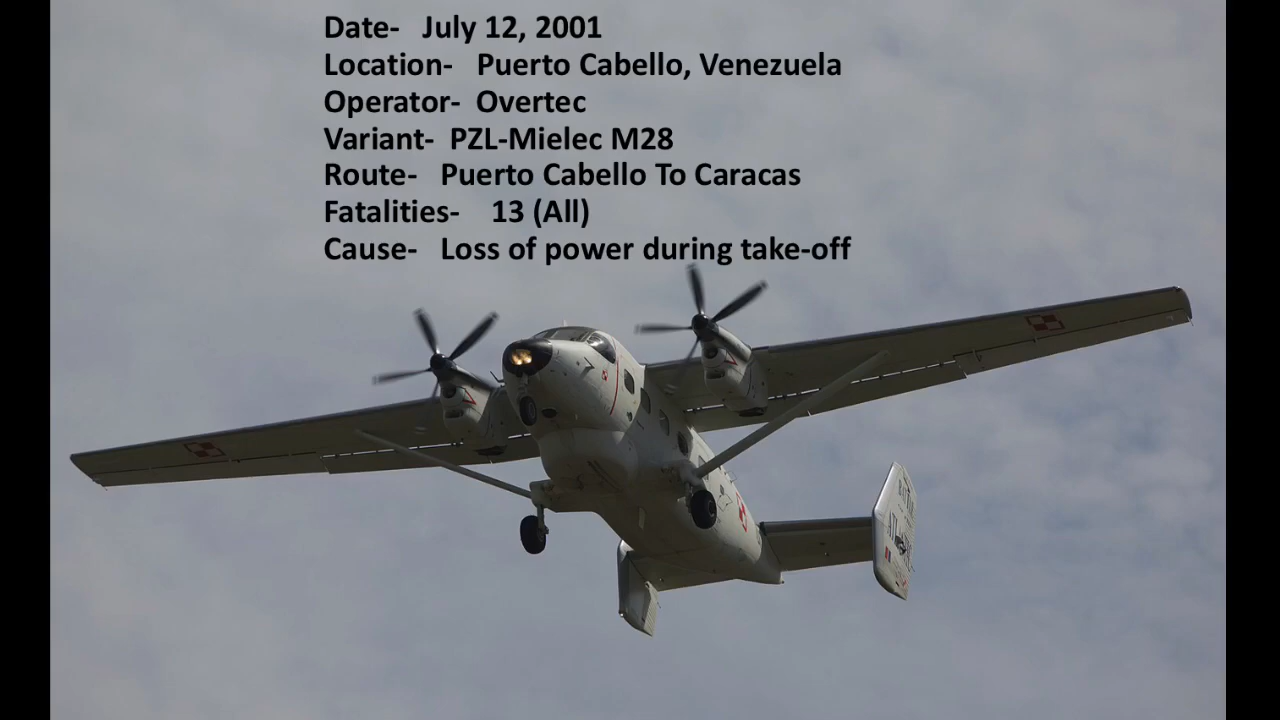 Date-   July 12, 2001
Location-   Puerto Cabello, Venezuela
Operator-  Overtec
Variant-  PZL-Mielec M28
Route-   Puerto Cabello To Caracas
Fatalities-    13 (All)
Cause-   Loss of power during take-off